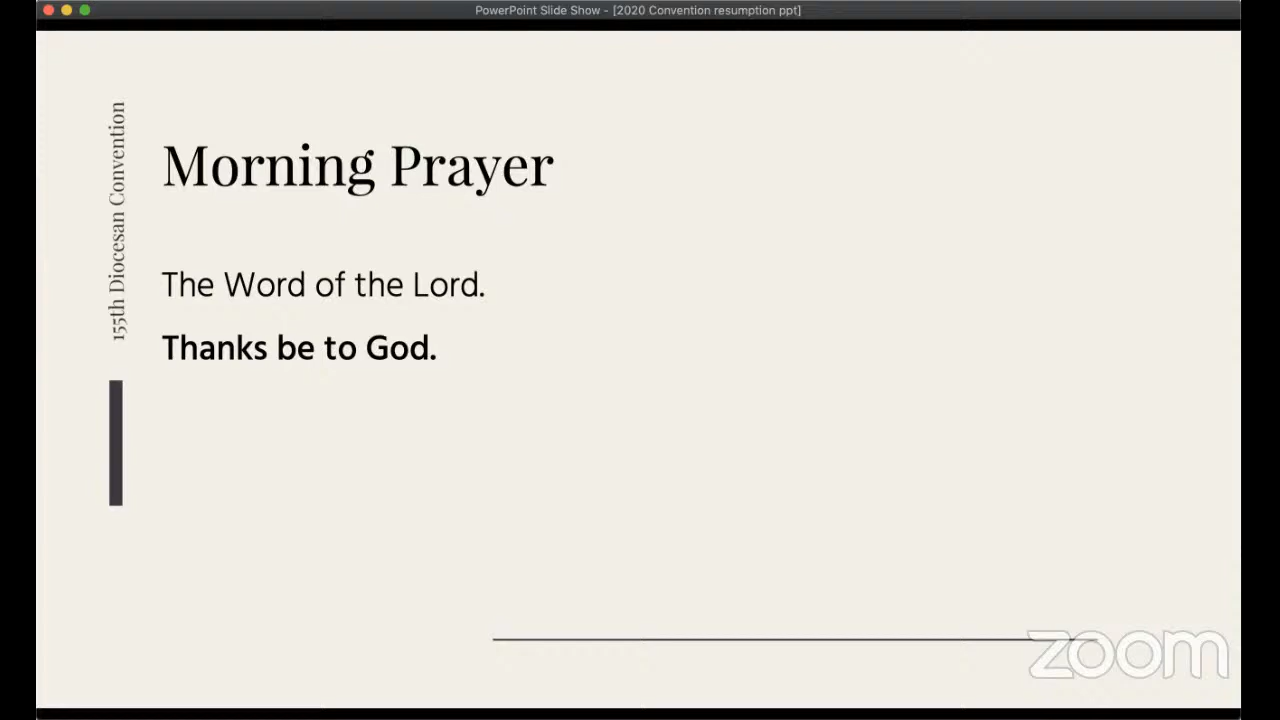 PowerPoint Slide Show - [2020 Convention resumption ppt]
155th Diocesan Convention
Morning Prayer
The Word of the Lord.
Thanks be to God.
zoom